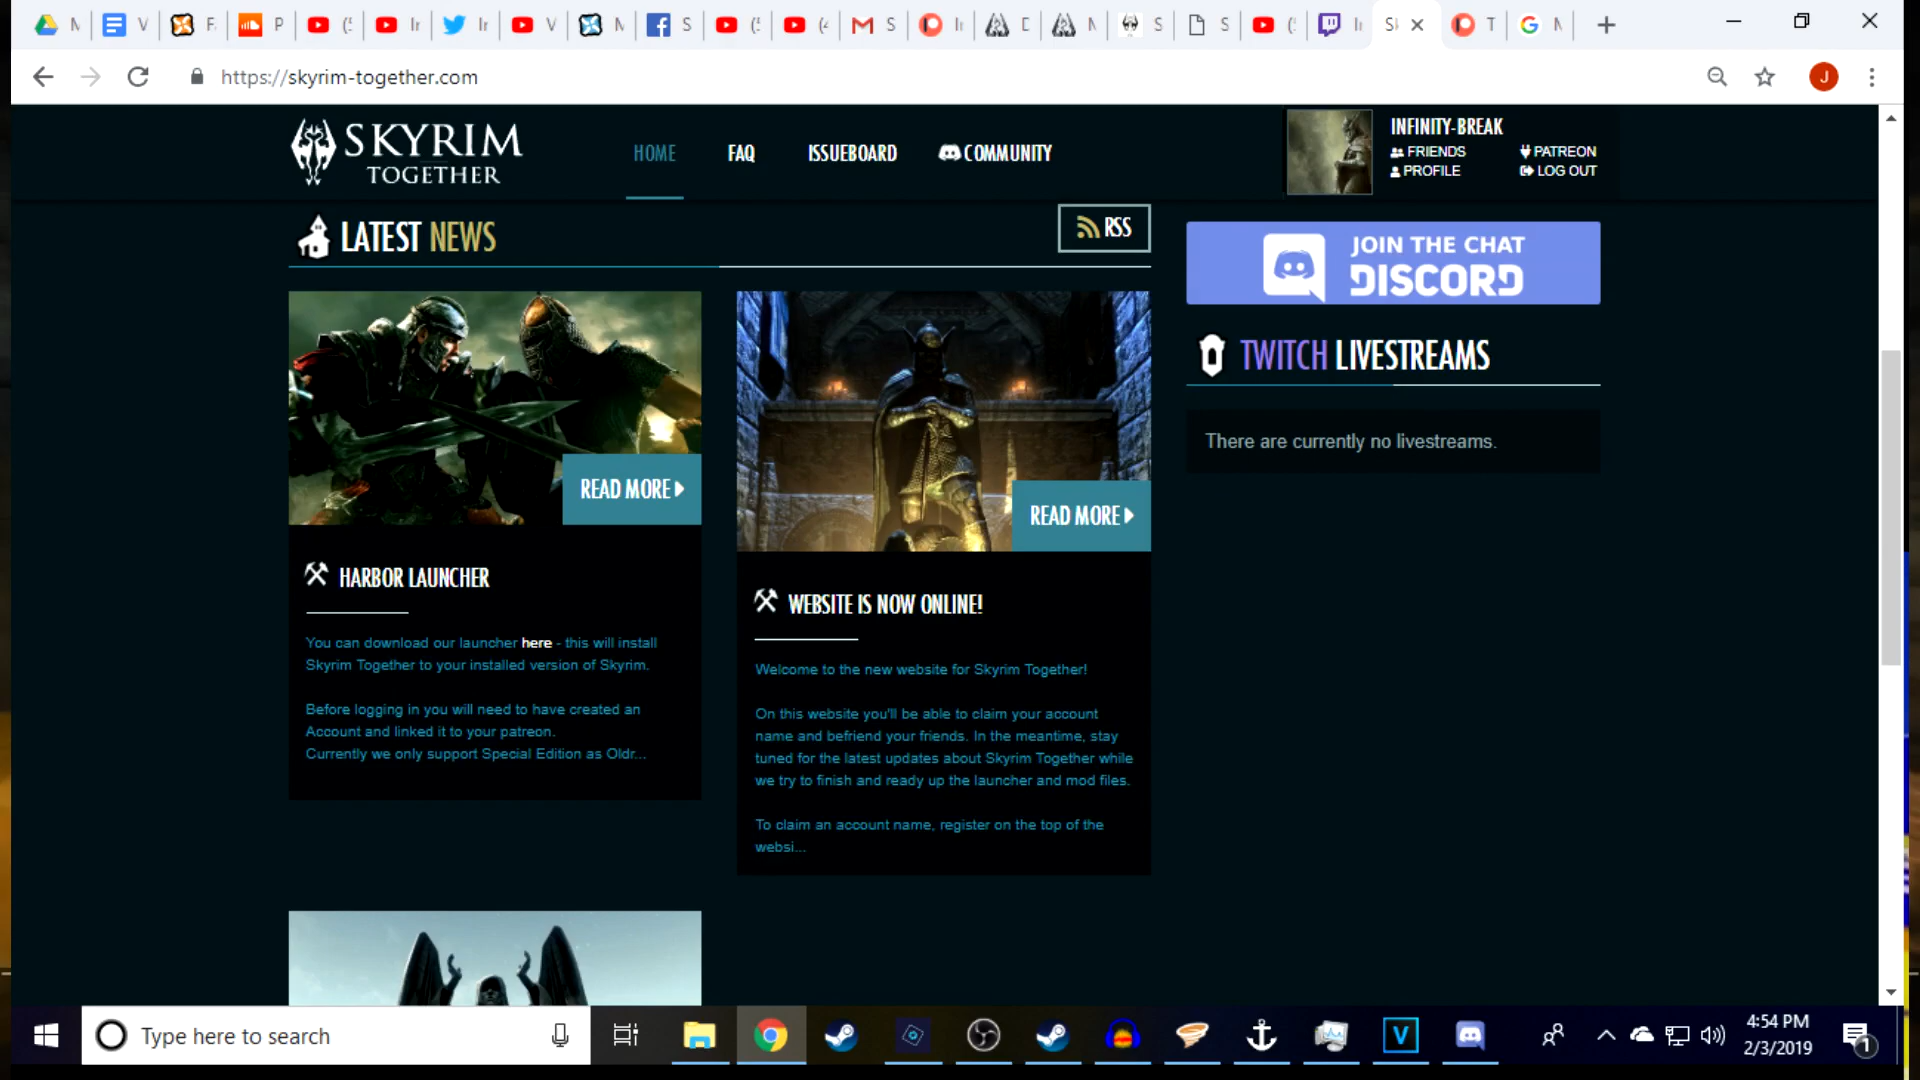 https://skyrim-together.com
J
SKYRIM
TOGETHER
HOME
FAQ
ISSUEBOARD
COMMUNITY
INFINITY-BREAK
FRIENDS
PATREON
PROFILE
LOG OUT
LATEST NEWS
RSS
JOIN THE CHAT
DISCORD
TWITCH LIVESTREAMS
There are currently no livestreams.
READ MORE
HARBOR LAUNCHER
You can download our launcher here - this will install
Skyrim Together to your installed version of Skyrim.
Before logging in you will need to have created an
Account and linked it to your patreon.
Currently we only support Special Edition as Oldr...
READ MORE
WEBSITE IS NOW ONLINE!
Welcome to the new website for Skyrim Together!
On this website you'll be able to claim your account
name and befriend your friends. In the meantime, stay
tuned for the latest updates about Skyrim Together while
we try to finish and ready up the launcher and mod files.
To claim an account name, register on the top of the
websi...
Type here to search
4:54 PM
2/3/2019
1